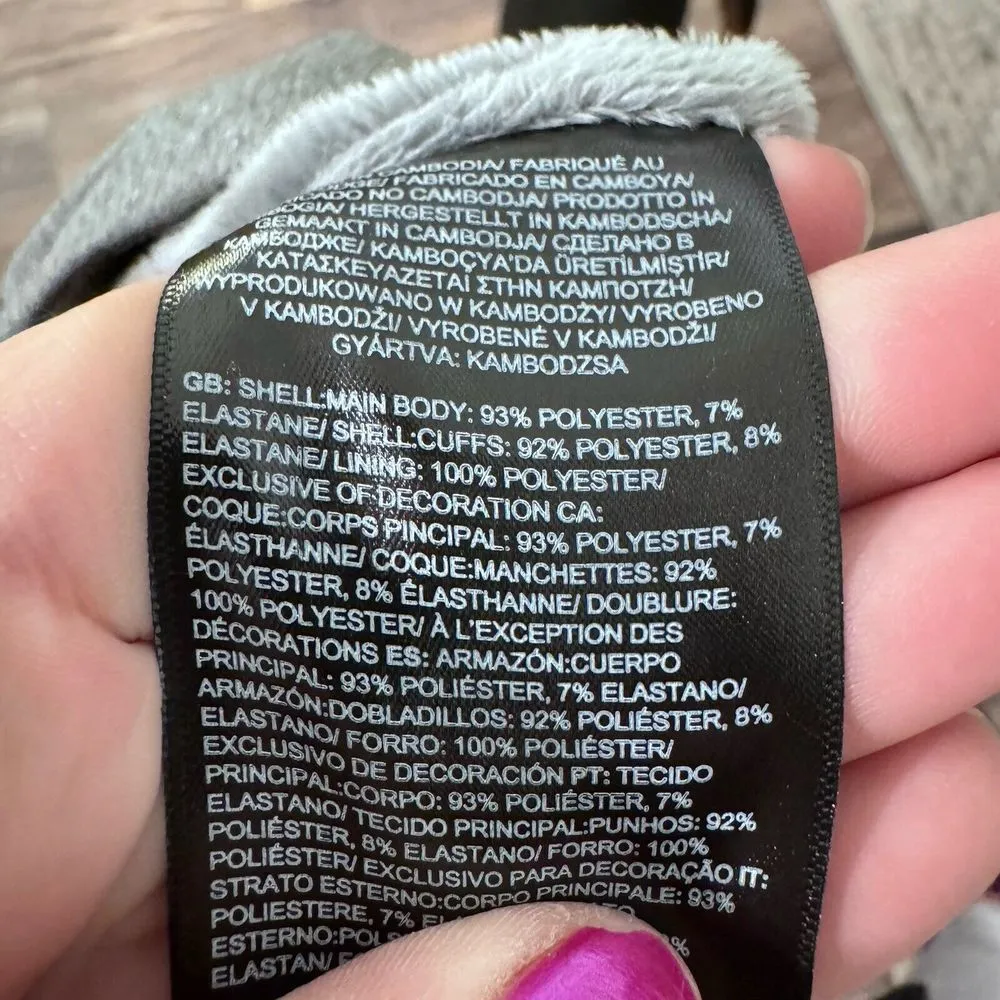 CAMBODIA/ FABRIQUÉ AU
FABRICADO EN CAMBOYA/
NO CAMBODJA/ PRODOTTO IN
HERGESTELLT IN KAMBODSCHA/
GEMAAKT IN CAMBODJA/ СДЕЛАНО В
КАМБОДЖЕ/ KAMBOÇYA'DA ÜRETİLMİŞTİR/
ΚΑΤΑΣΚΕΥΑΖΕΤΑΙ ΣΤΗΝ ΚΑΜΠΟΤΖΗ/
WYPRODUKOWANO W KAMBODŻY/ VYROBENO
V KAMBODŽI/ VYROBENÉ V KAMBODŽI/
GYÁRTVA: KAMBODZSA
GB: SHELL:MAIN BODY: 93% POLYESTER, 7%
ELASTANE/ SHELL:CUFFS: 92% POLYESTER, 8%
ELASTANE/ LINING: 100% POLYESTER/
EXCLUSIVE OF DECORATION CA:
COQUE:CORPS PINCIPAL: 93% POLYESTER, 7%
ÉLASTHANNE/ COQUE:MANCHETTES: 92%
POLYESTER, 8% ÉLASTHANNE/ DOUBLURE:
100% POLYESTER/ À L'EXCEPTION DES
DÉCORATIONS ES: ARMAZÓN:CUERPO
PRINCIPAL: 93% POLIÉSTER, 7% ELASTANO/
ARMAZÓN:DOBLADILLOS: 92% POLIÉSTER, 8%
ELASTANO/ FORRO: 100% POLIÉSTER/
EXCLUSIVO DE DECORACIÓN PT: TECIDO
PRINCIPAL:CORPO: 93% POLIÉSTER, 7%
ELASTANO/ TECIDO PRINCIPAL:PUNHOS: 92%
POLIÉSTER, 8% ELASTANO/ FORRO: 100%
POLIÉSTER/ EXCLUSIVO PARA DECORAÇÃO IT:
STRATO ESTERNO:CORPO PRINCIPALE: 93%
POLIESTERE, 7%
ESTERNO:POLS
ELASTAN/